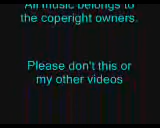 All music belongs to
the coperight owners.
Please don't this or
my other videos